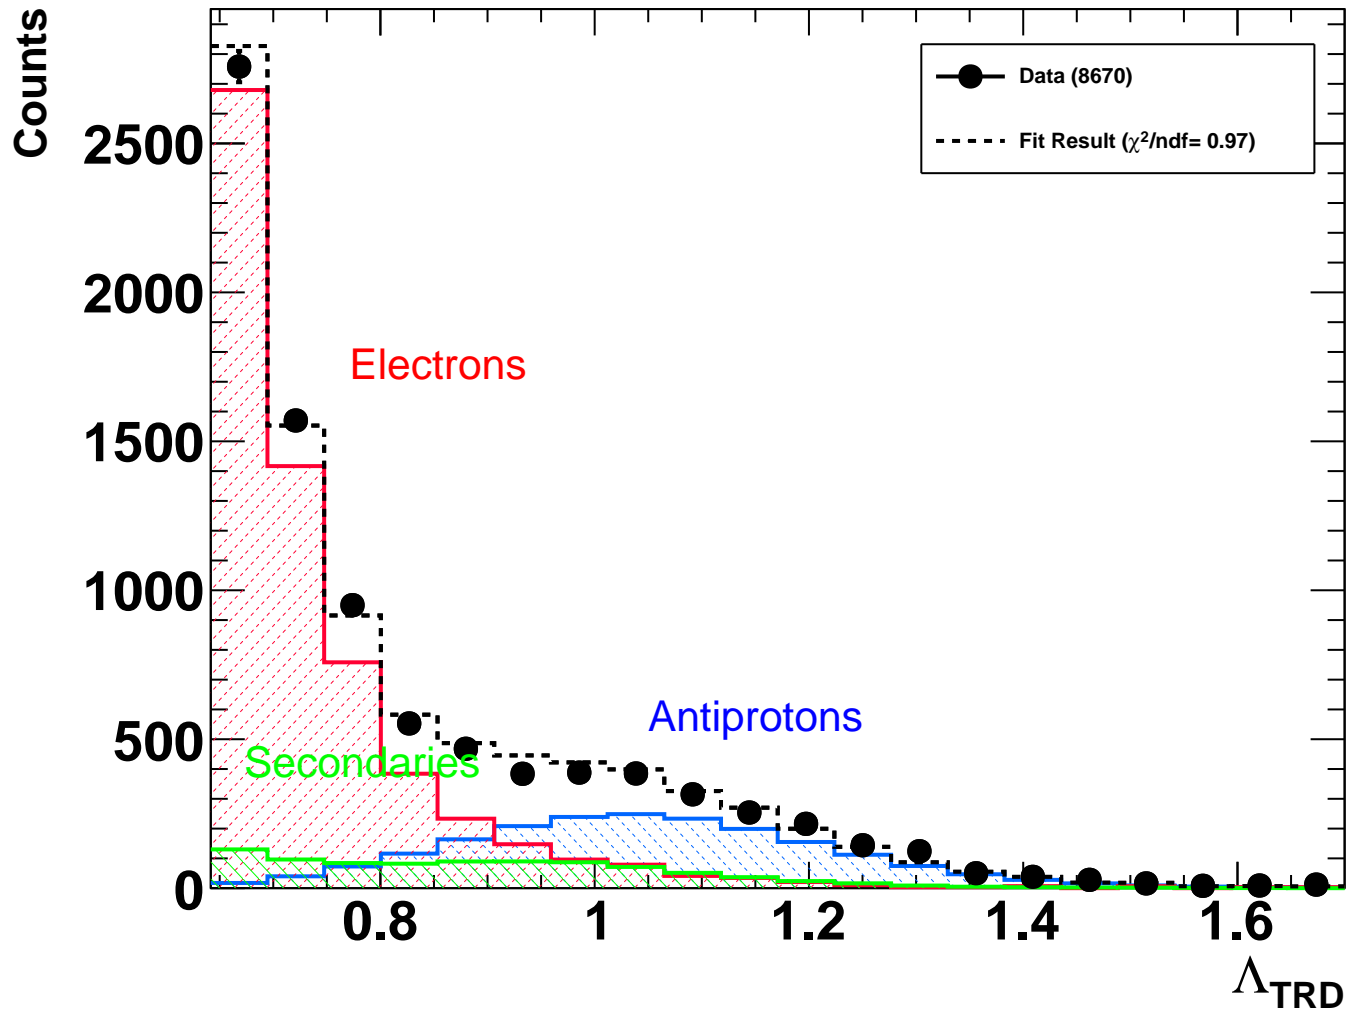 Counts
2500
2000
1500
1000
500
0
Data (8670)
Fit Result (χ²/ndf= 0.97)
Electrons
Antiprotons
Secondaries
0.8
1
1.2
1.4
1.6
Λ_TRD